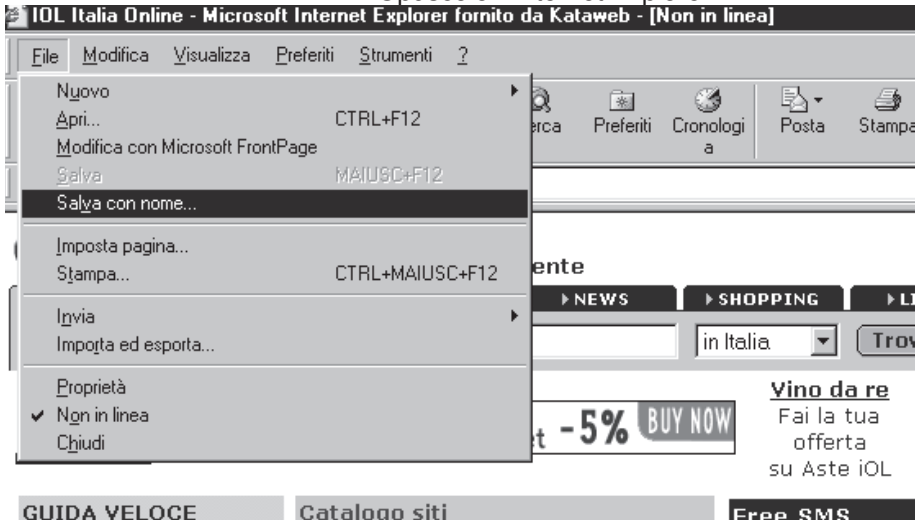 IOL Italia Online - Microsoft Internet Explorer fornito da Kataweb - [Non in linea]
File Modifica Visualizza Preferiti Strumenti ?
Nuovo
Apri... CTRL+F12
Modifica con Microsoft FrontPage
Salva MAIUSC+F12
Salva con nome...
Imposta pagina...
Stampa... CTRL+MAIUSC+F12
Invia
Importa ed esporta...
Proprietà
Non in linea
Chiudi
erca Preferiti Cronologi
a Posta Stampa
ente
NEWS SHOPPING LI
in Italia Trov
et -5% BUY NOW
Vino da re
Fai la tua
offerta
su Aste iOL
GUIDA VELOCE Catalogo siti Free SMS